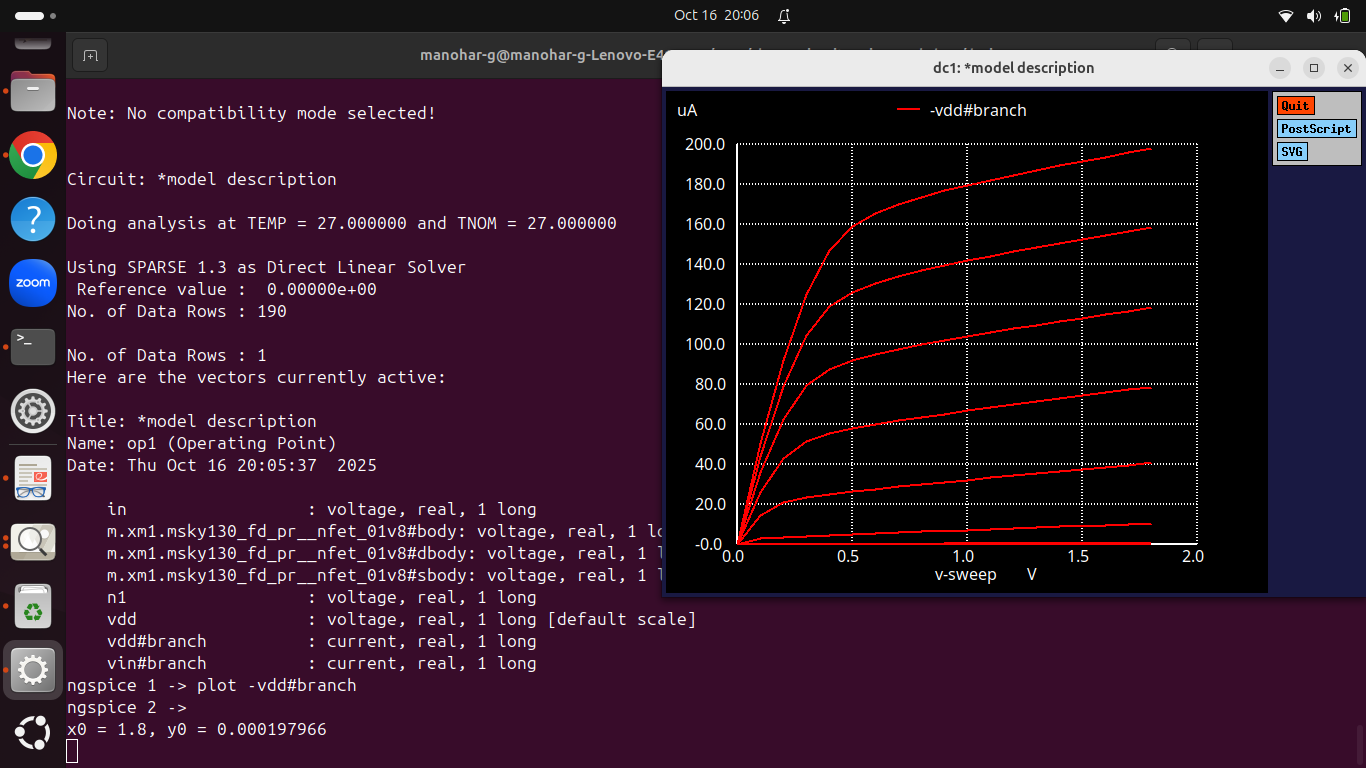 Oct 16 20:06
manohar-g@manohar-g-Lenovo-E4
Note: No compatibility mode selected!
Circuit: *model description
Doing analysis at TEMP = 27.000000 and TNOM = 27.000000
Using SPARSE 1.3 as Direct Linear Solver
Reference value :  0.00000e+00
No. of Data Rows : 190
No. of Data Rows : 1
Here are the vectors currently active:
Title: *model description
Name: op1 (Operating Point)
Date: Thu Oct 16 20:05:37  2025
in : voltage, real, 1 long
m.xm1.msky130_fd_pr__nfet_01v8#body: voltage, real, 1 lo
m.xm1.msky130_fd_pr__nfet_01v8#dbody: voltage, real, 1
m.xm1.msky130_fd_pr__nfet_01v8#sbody: voltage, real, 1
n1 : voltage, real, 1 long
vdd : voltage, real, 1 long [default scale]
vdd#branch : current, real, 1 long
vin#branch : current, real, 1 long
ngspice 1 -> plot -vdd#branch
ngspice 2 ->
x0 = 1.8, y0 = 0.000197966
dc1: *model description
uA
-vdd#branch
200.0
180.0
160.0
140.0
120.0
100.0
80.0
60.0
40.0
20.0
-0.0
0.0 0.5 1.0 1.5 2.0
v-sweep V
Quit
PostScript
SVG
zoom
?
>_